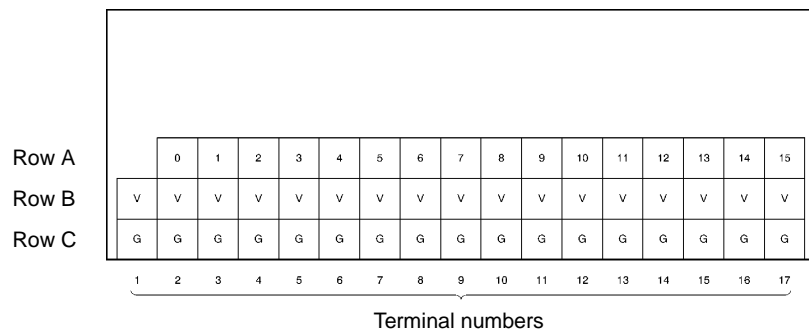 Row A 0 1 2 3 4 5 6 7 8 9 10 11 12 13 14 15
Row B V V V V V V V V V V V V V V V V V
Row C G G G G G G G G G G G G G G G G G
1 2 3 4 5 6 7 8 9 10 11 12 13 14 15 16 17
Terminal numbers